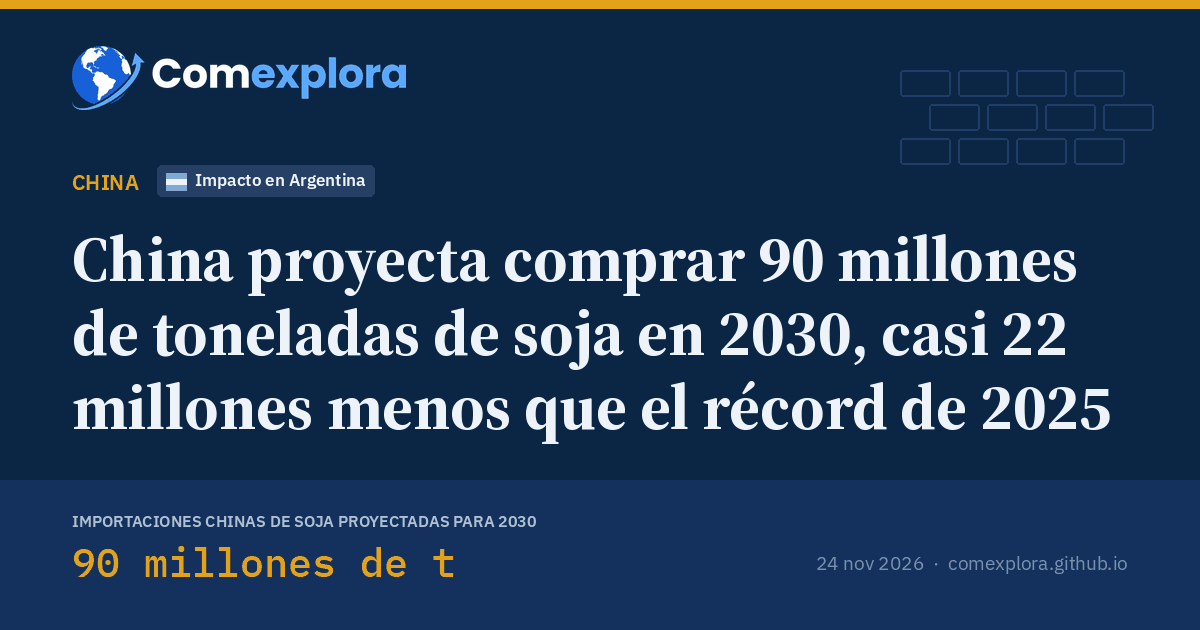 Comexplora
CHINA
Impacto en Argentina
China proyecta comprar 90 millones
de toneladas de soja en 2030, casi 22
millones menos que el récord de 2025
IMPORTACIONES CHINAS DE SOJA PROYECTADAS PARA 2030
90 millones de t
24 nov 2026 · comexplora.github.io